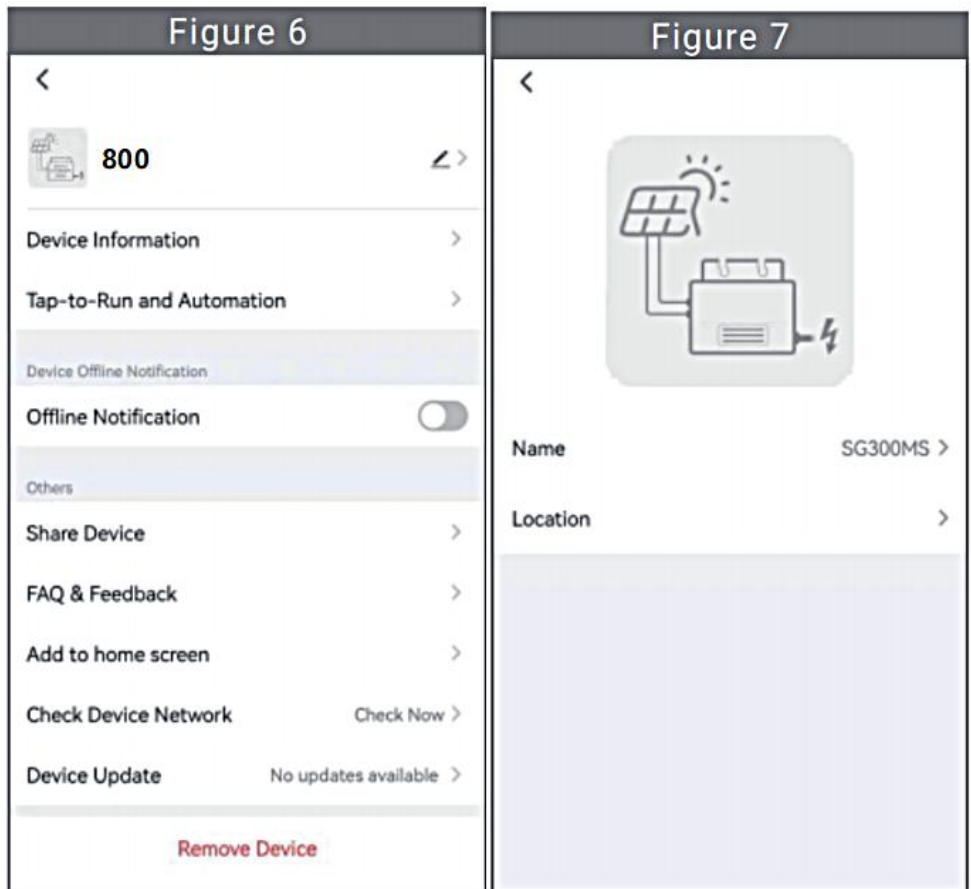 Figure 6
800
Device Information
Tap-to-Run and Automation
Device Offline Notification
Offline Notification
Others
Share Device
FAQ & Feedback
Add to home screen
Check Device Network Check Now
Device Update No updates available
Remove Device
Figure 7
Name SG300MS
Location